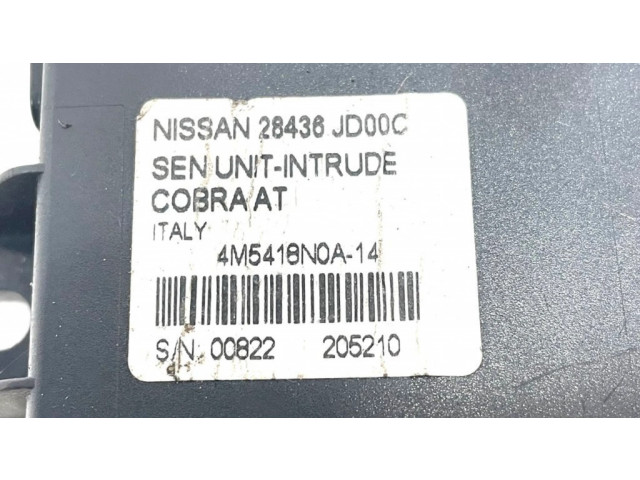 NISSAN 28436 JD00C
SEN UNIT-INTRUDE
COBRA AT
ITALY
4M5418N0A-14
S/N 00822 205210